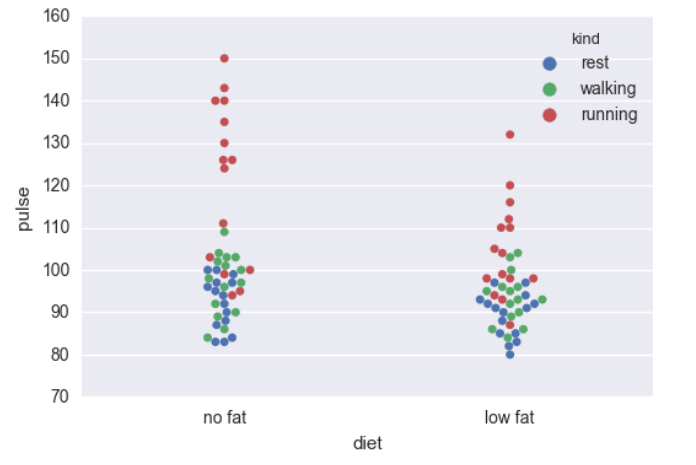 160
150
140
130
120
110
100
90
80
70
pulse
no fat
low fat
diet
kind
rest
walking
running